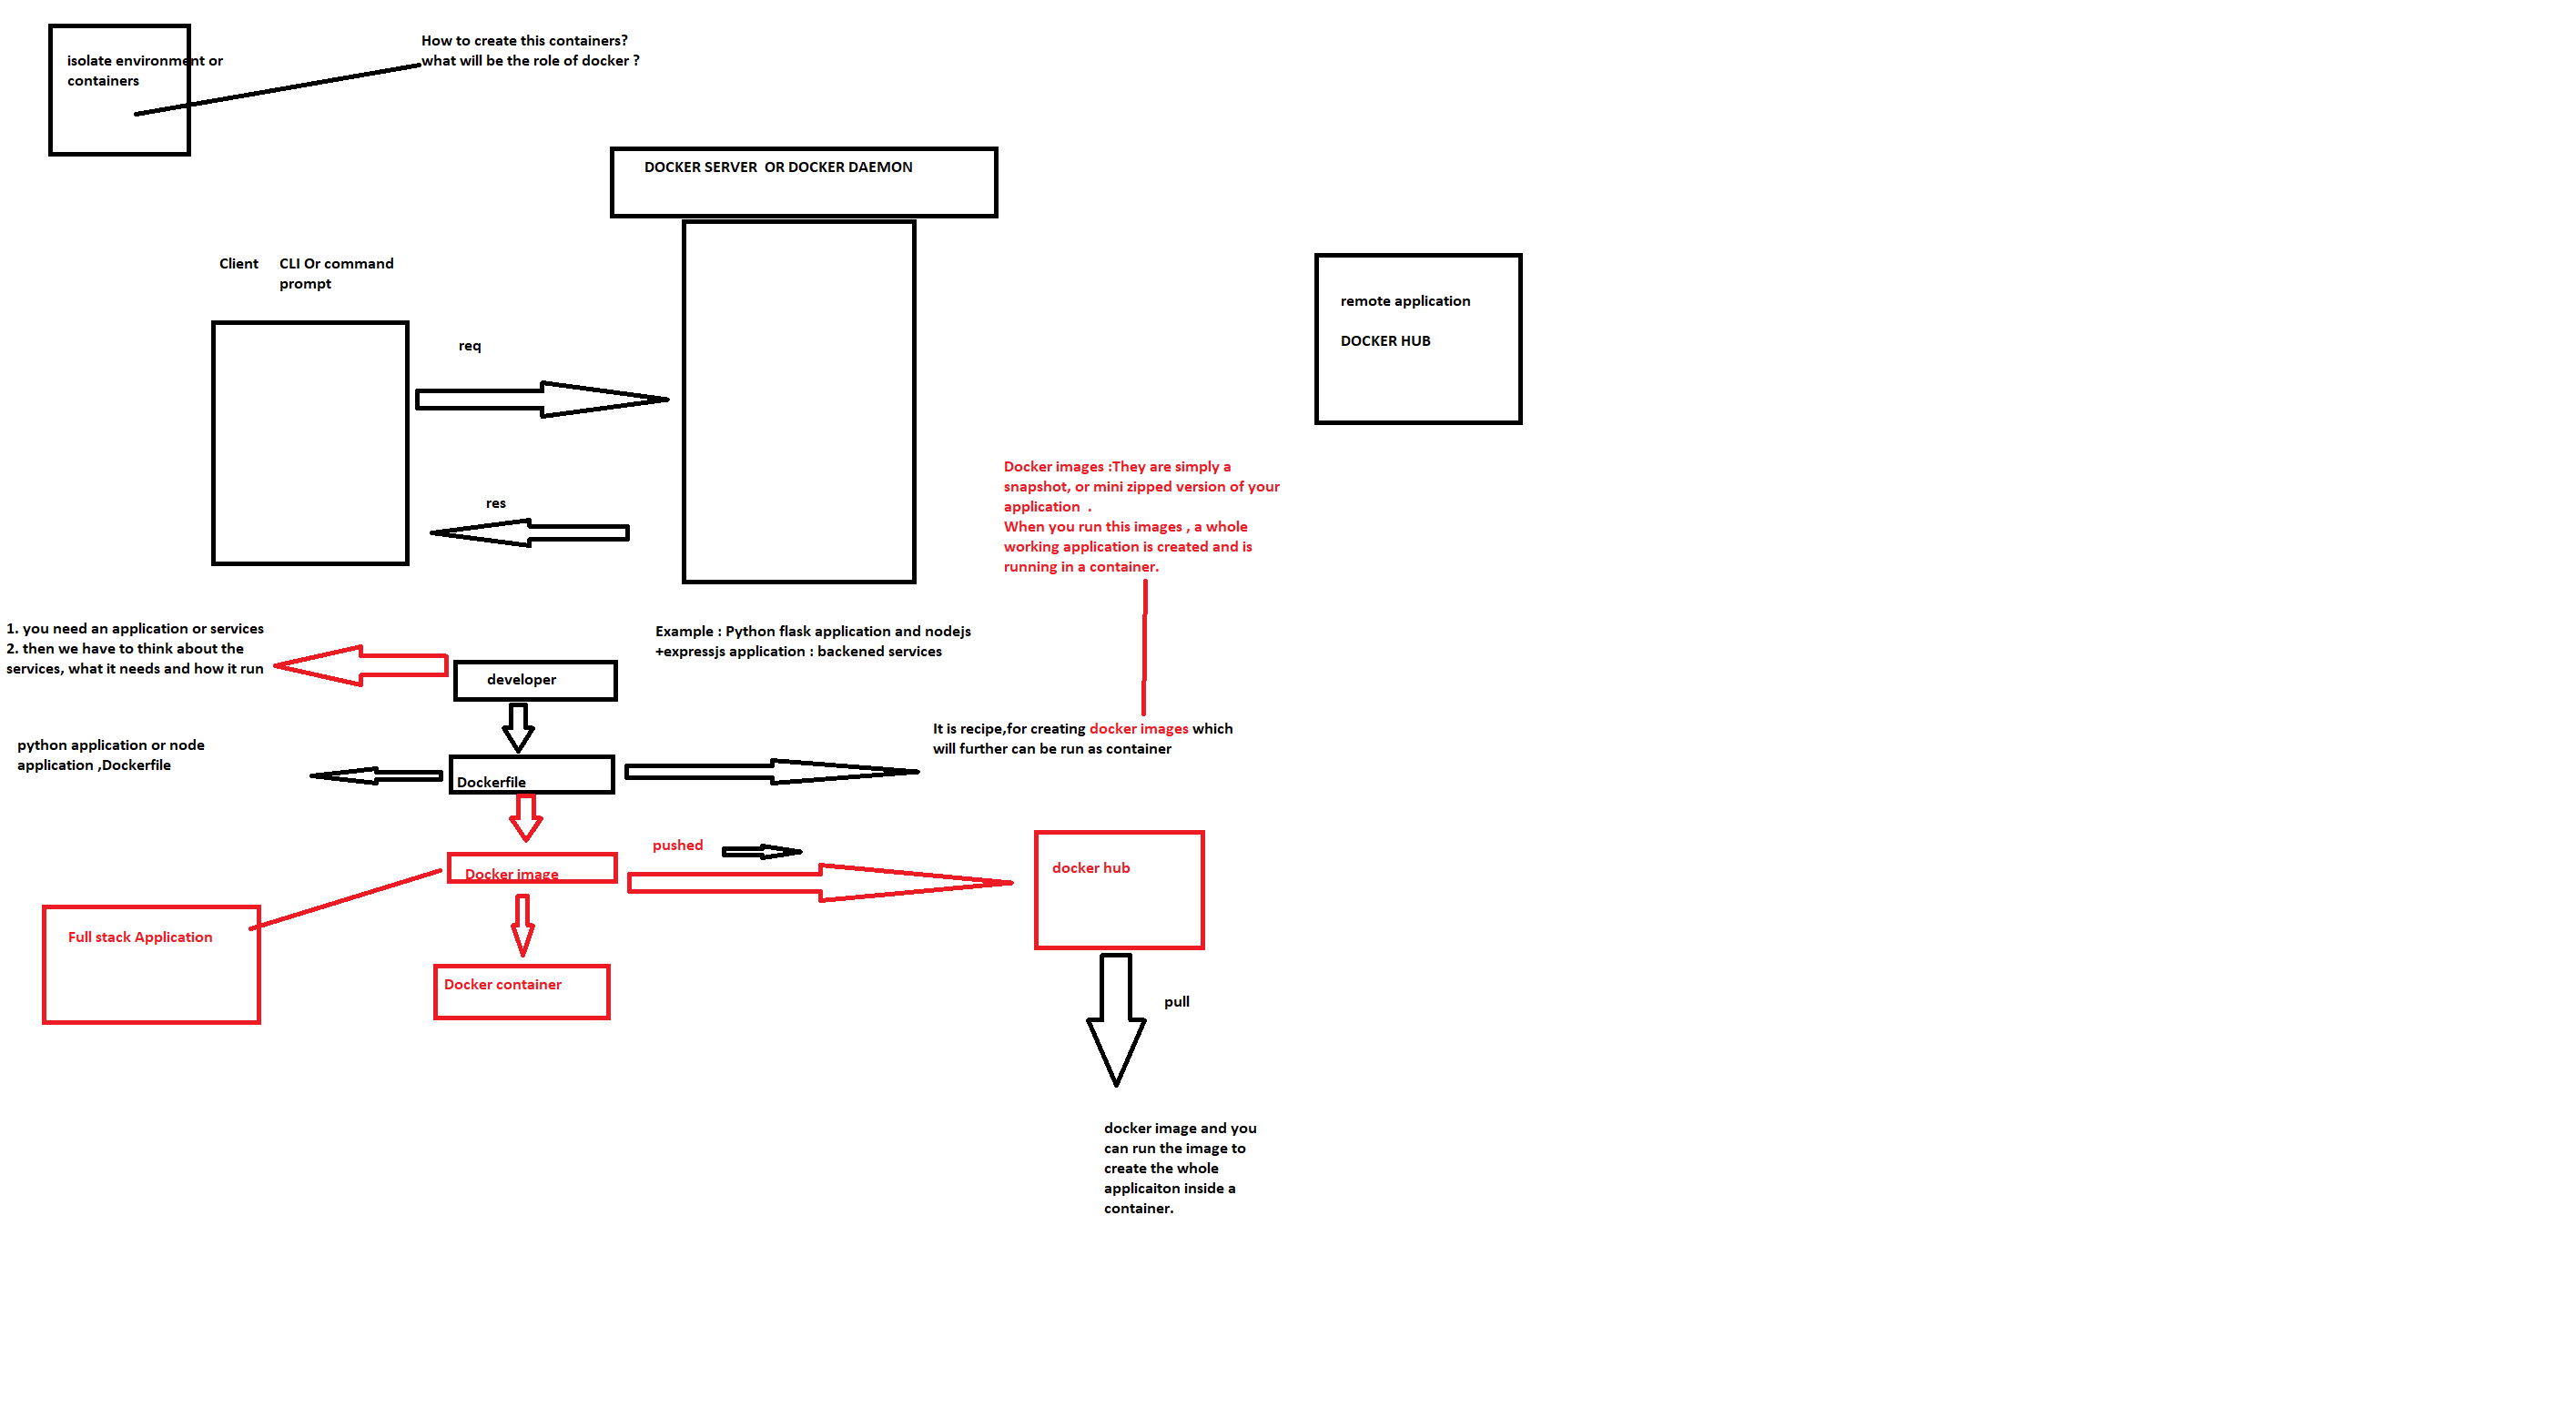 isolate environment or
containers
How to create this containers?
what will be the role of docker ?
DOCKER SERVER  OR DOCKER DAEMON
Client
CLI Or command
prompt
req
res
remote application
DOCKER HUB
Docker images :They are simply a
snapshot, or mini zipped version of your
application  .
When you run this images , a whole
working application is created and is
running in a container.
1. you need an application or services
2. then we have to think about the
services, what it needs and how it run
Example : Python flask application and nodejs
+expressjs application : backened services
developer
python application or node
application ,Dockerfile
Dockerfile
It is recipe,for creating docker images which
will further can be run as container
Docker image
pushed
docker hub
Full stack Application
Docker container
pull
docker image and you
can run the image to
create the whole
applicaiton inside a
container.